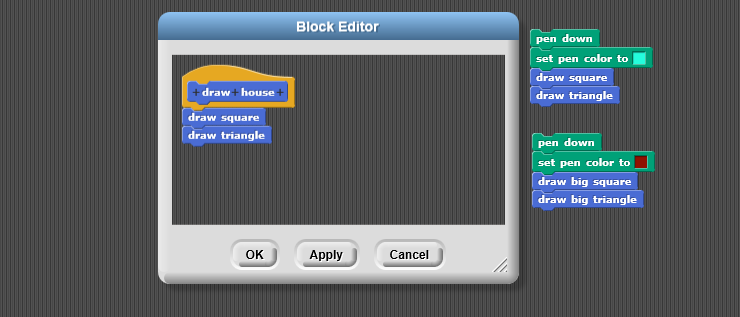 Block Editor
+ draw + house +
draw square
draw triangle
OK
Apply
Cancel
pen down
set pen color to
draw square
draw triangle
pen down
set pen color to
draw big square
draw big triangle